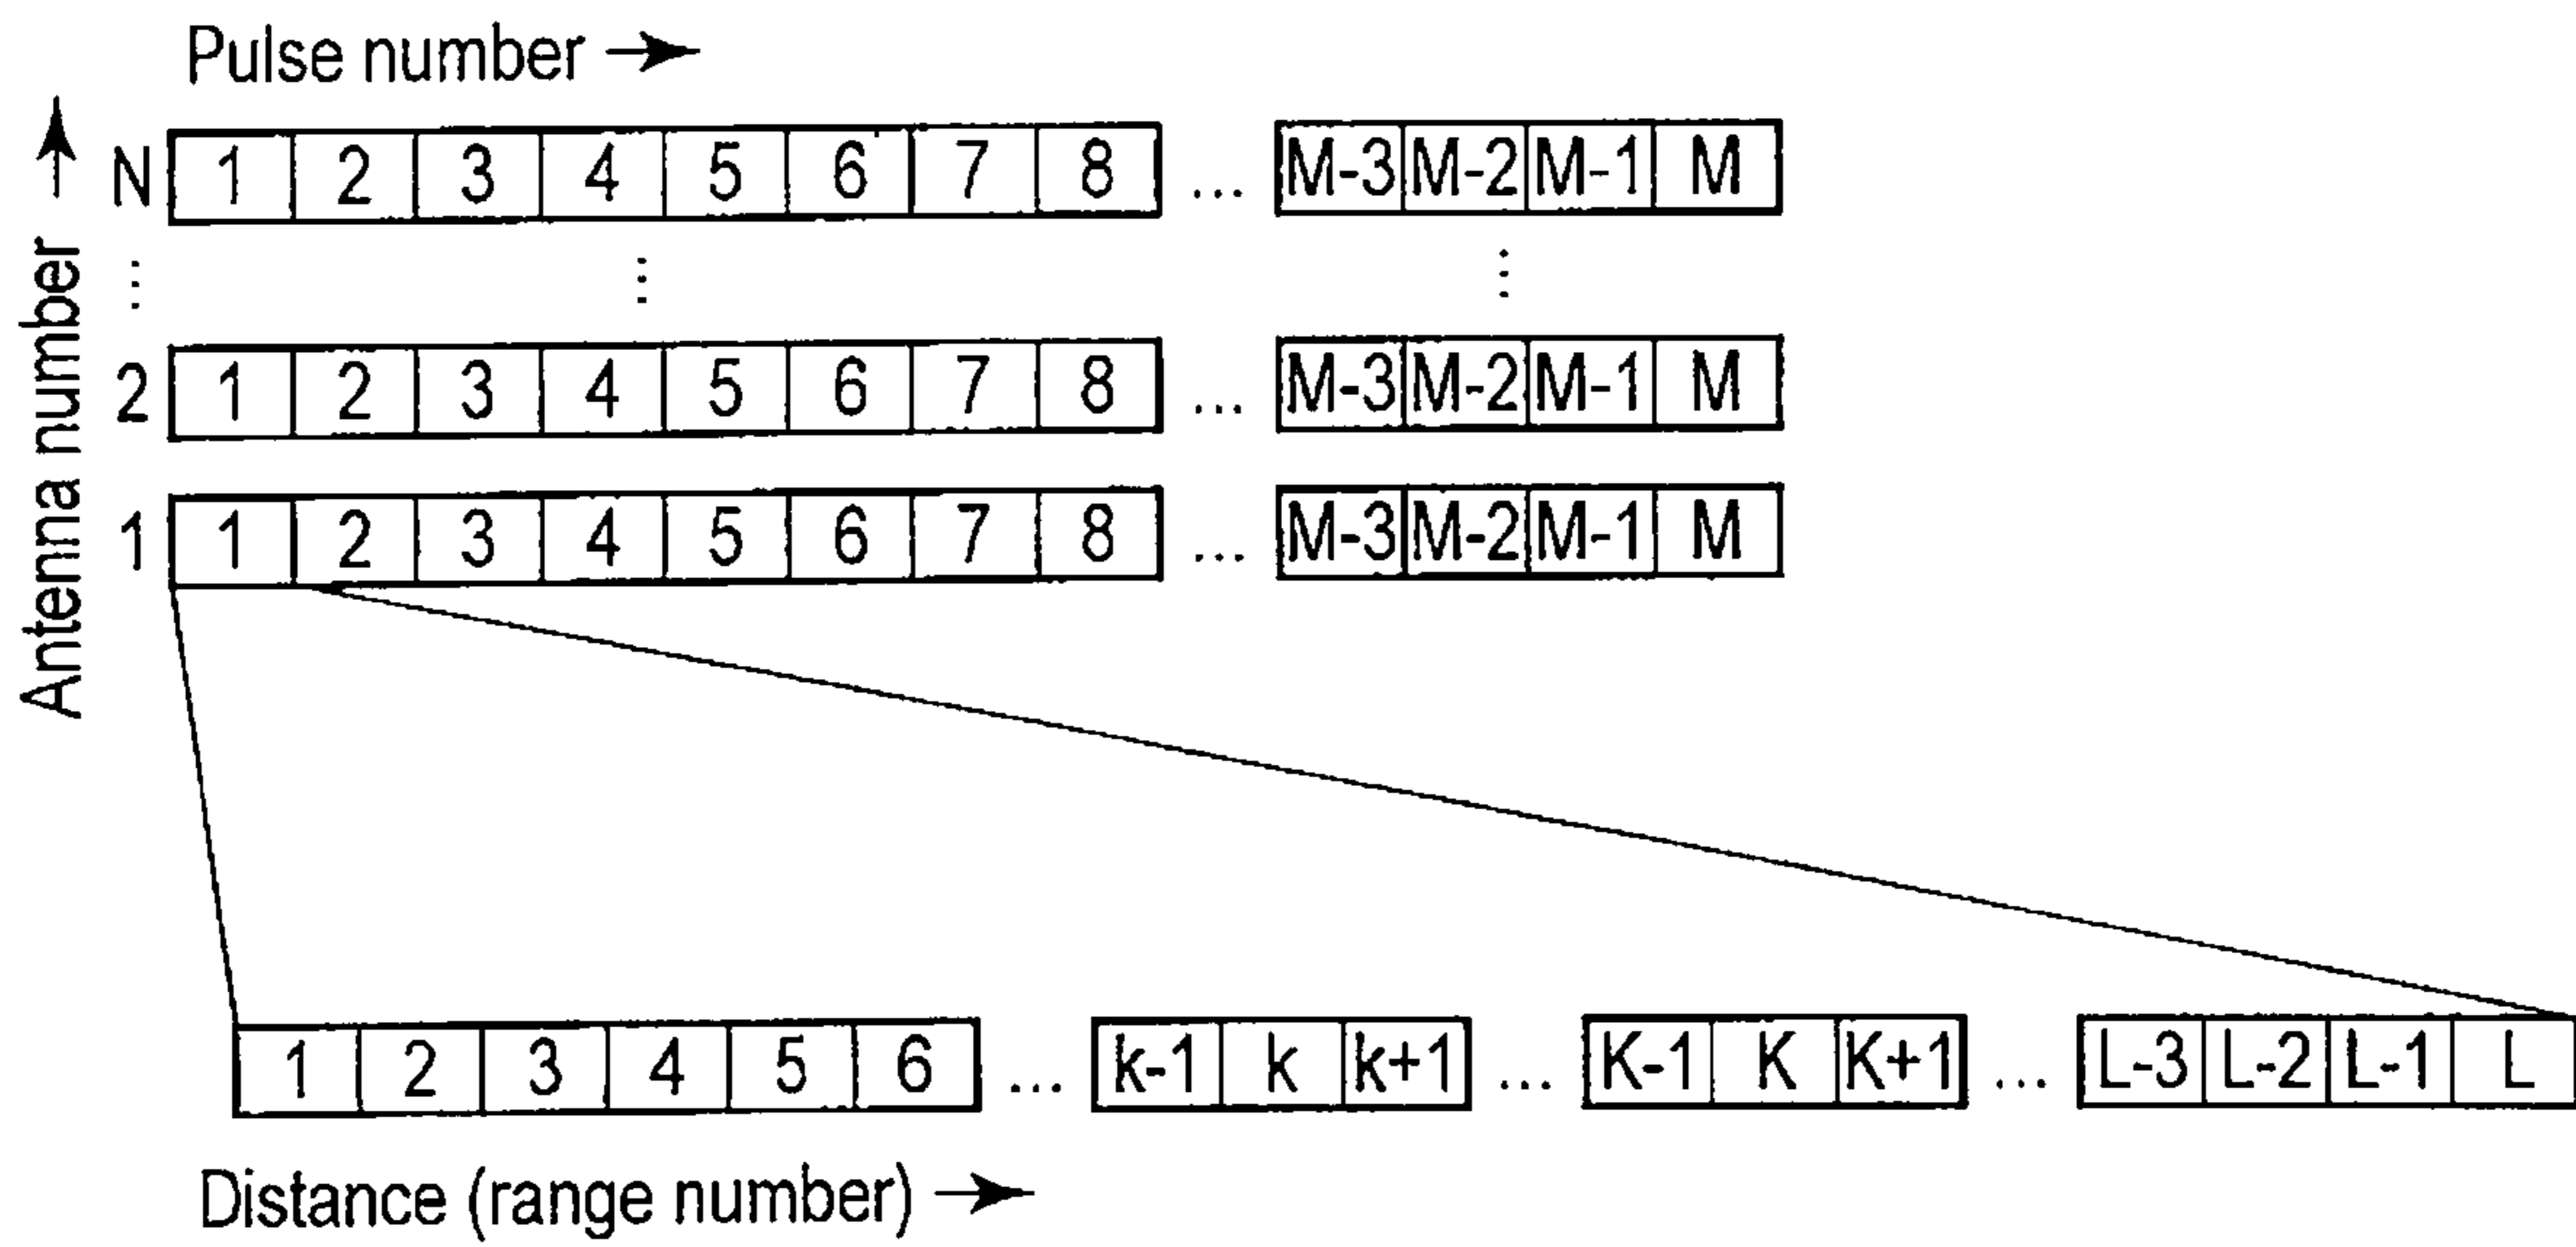 Pulse number →
Antenna number →
N 1 2 3 4 5 6 7 8 ... M-3 M-2 M-1 M
⋮ ⋮ ⋮
2 1 2 3 4 5 6 7 8 ... M-3 M-2 M-1 M
1 1 2 3 4 5 6 7 8 ... M-3 M-2 M-1 M
1 2 3 4 5 6 ... k-1 k k+1 ... K-1 K K+1 ... L-3 L-2 L-1 L
Distance (range number) →